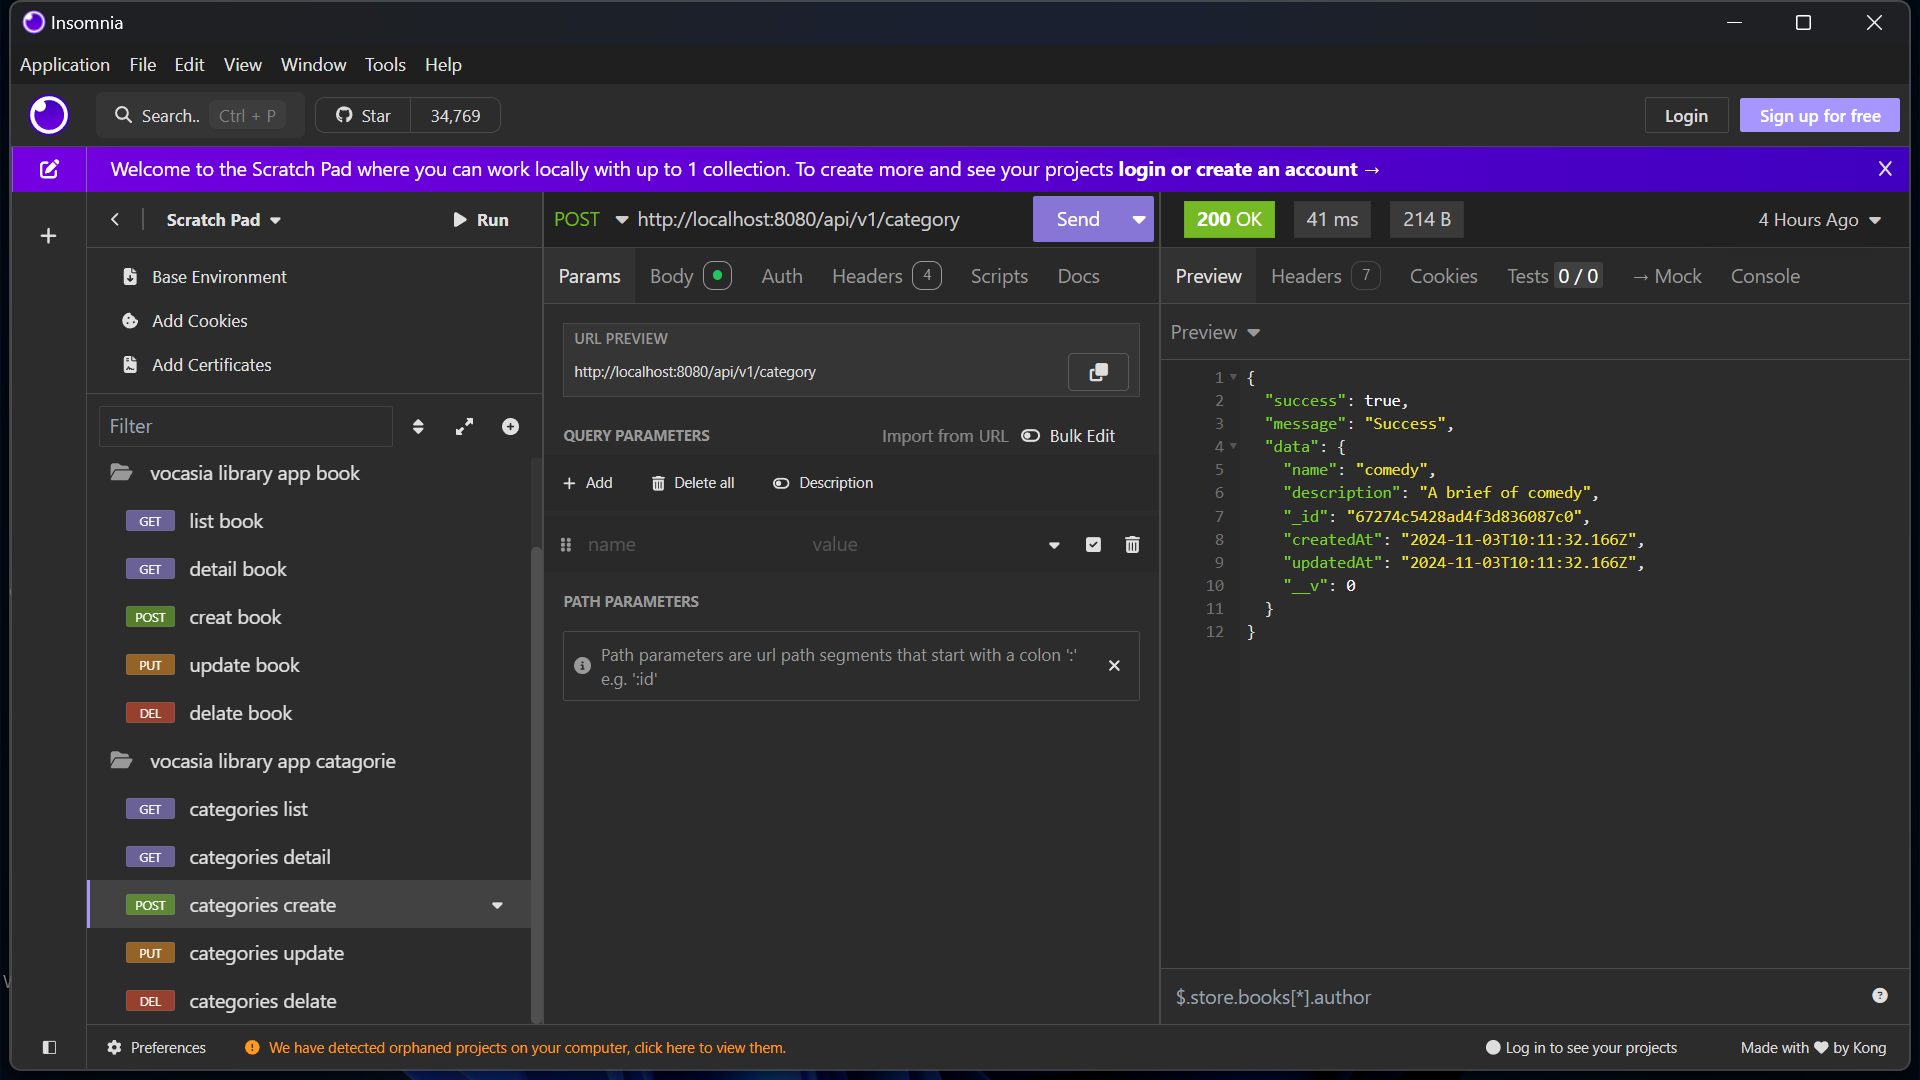 Insomnia
Application File Edit View Window Tools Help
Search.. Ctrl + P Star 34,769 Login Sign up for free
Welcome to the Scratch Pad where you can work locally with up to 1 collection. To create more and see your projects login or create an account → X
Scratch Pad Run
Base Environment
Add Cookies
Add Certificates
Filter
vocasia library app book
GET list book
GET detail book
POST creat book
PUT update book
DEL delate book
vocasia library app catagorie
GET categories list
GET categories detail
POST categories create
PUT categories update
DEL categories delate
POST http://localhost:8080/api/v1/category Send
Params Body Auth Headers 4 Scripts Docs
URL PREVIEW
http://localhost:8080/api/v1/category
QUERY PARAMETERS Import from URL Bulk Edit
+ Add Delete all Description
name value
PATH PARAMETERS
Path parameters are url path segments that start with a colon ':'
e.g. ':id'
200 OK 41 ms 214 B 4 Hours Ago
Preview Headers 7 Cookies Tests 0 / 0 → Mock Console
Preview
1 {
2 "success": true,
3 "message": "Success",
4 "data": {
5 "name": "comedy",
6 "description": "A brief of comedy",
7 "_id": "67274c5428ad4f3d836087c0",
8 "createdAt": "2024-11-03T10:11:32.166Z",
9 "updatedAt": "2024-11-03T10:11:32.166Z",
10 "__v": 0
11 }
12 }
$.store.books[*].author
Preferences We have detected orphaned projects on your computer, click here to view them. Log in to see your projects Made with ♥ by Kong